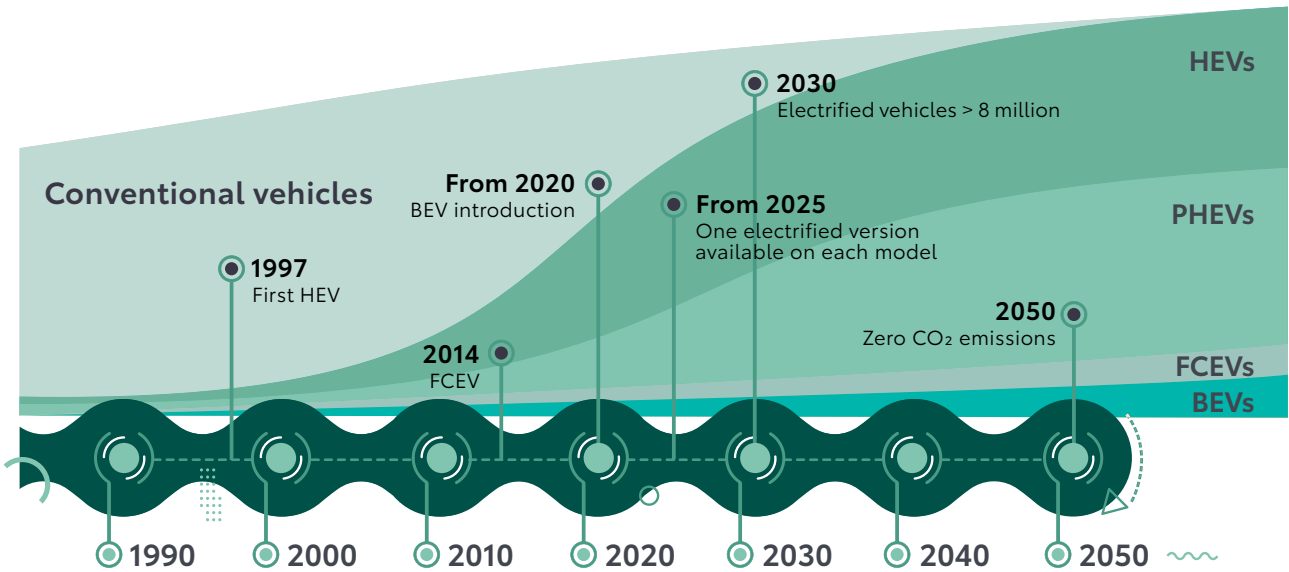 HEVs
2030
Electrified vehicles > 8 million
Conventional vehicles
From 2020
BEV introduction
From 2025
One electrified version
available on each model
PHEVs
1997
First HEV
2050
Zero CO₂ emissions
2014
FCEV
FCEVs
BEVs
1990
2000
2010
2020
2030
2040
2050